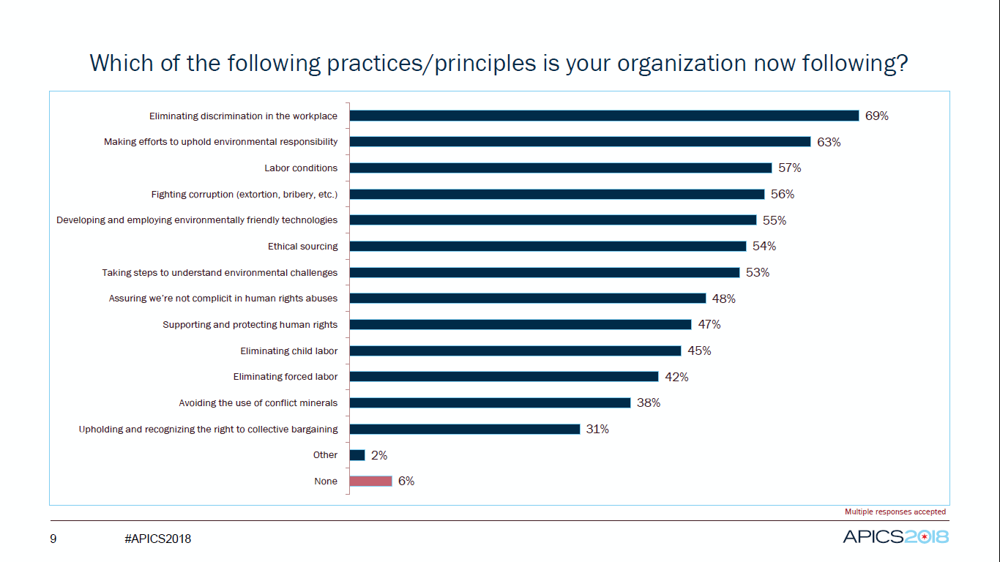 Which of the following practices/principles is your organization now following?
Eliminating discrimination in the workplace 69%
Making efforts to uphold environmental responsibility 63%
Labor conditions 57%
Fighting corruption (extortion, bribery, etc.) 56%
Developing and employing environmentally friendly technologies 55%
Ethical sourcing 54%
Taking steps to understand environmental challenges 53%
Assuring we’re not complicit in human rights abuses 48%
Supporting and protecting human rights 47%
Eliminating child labor 45%
Eliminating forced labor 42%
Avoiding the use of conflict minerals 38%
Upholding and recognizing the right to collective bargaining 31%
Other 2%
None 6%
Multiple responses accepted
9 #APICS2018 APICS2018